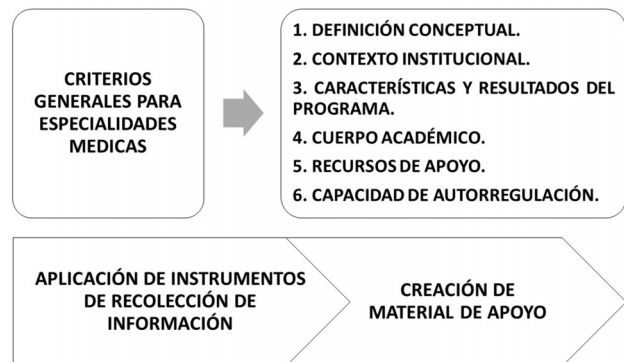 CRITERIOS
GENERALES PARA
ESPECIALIDADES
MEDICAS
1. DEFINICIÓN CONCEPTUAL.
2. CONTEXTO INSTITUCIONAL.
3. CARACTERÍSTICAS Y RESULTADOS DEL
PROGRAMA.
4. CUERPO ACADÉMICO.
5. RECURSOS DE APOYO.
6. CAPACIDAD DE AUTORREGULACIÓN.
APLICACIÓN DE INSTRUMENTOS
DE RECOLECCIÓN DE
INFORMACIÓN
CREACIÓN DE
MATERIAL DE APOYO